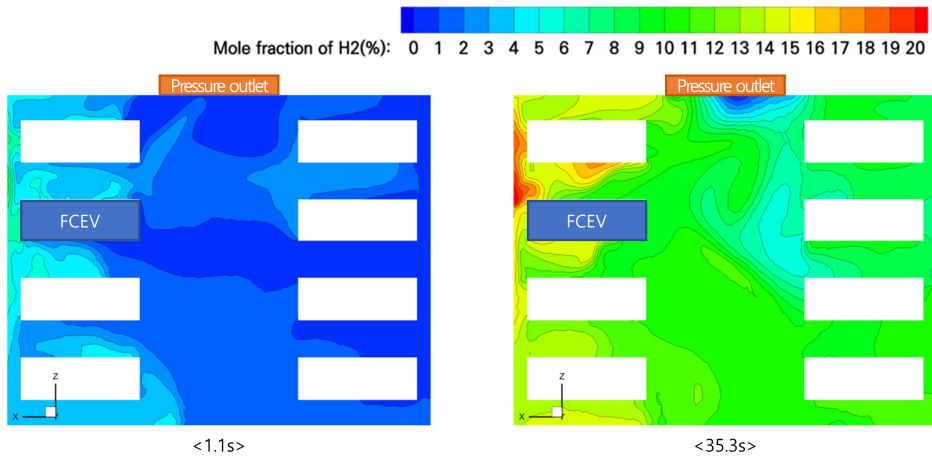 Mole fraction of H2(%): 0 1 2 3 4 5 6 7 8 9 10 11 12 13 14 15 16 17 18 19 20
Pressure outlet
Pressure outlet
FCEV
FCEV
z
x
z
x
<1.1s>
<35.3s>